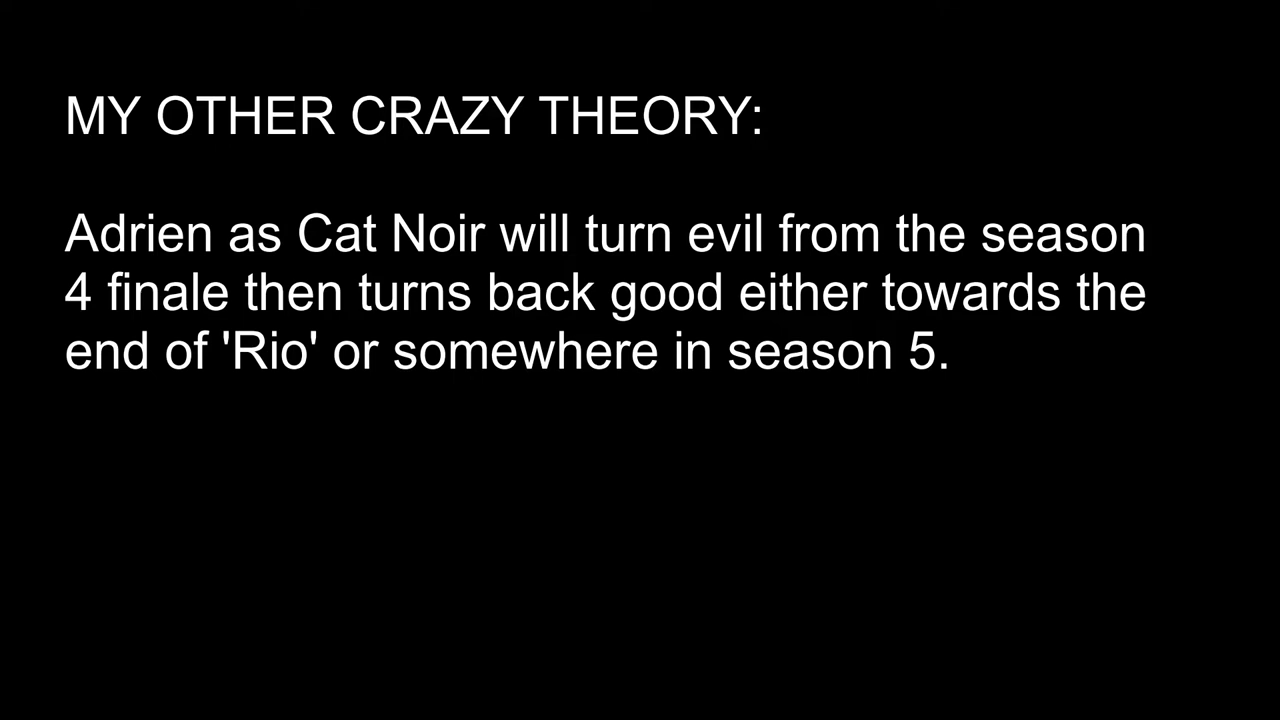 MY OTHER CRAZY THEORY:
Adrien as Cat Noir will turn evil from the season
4 finale then turns back good either towards the
end of 'Rio' or somewhere in season 5.